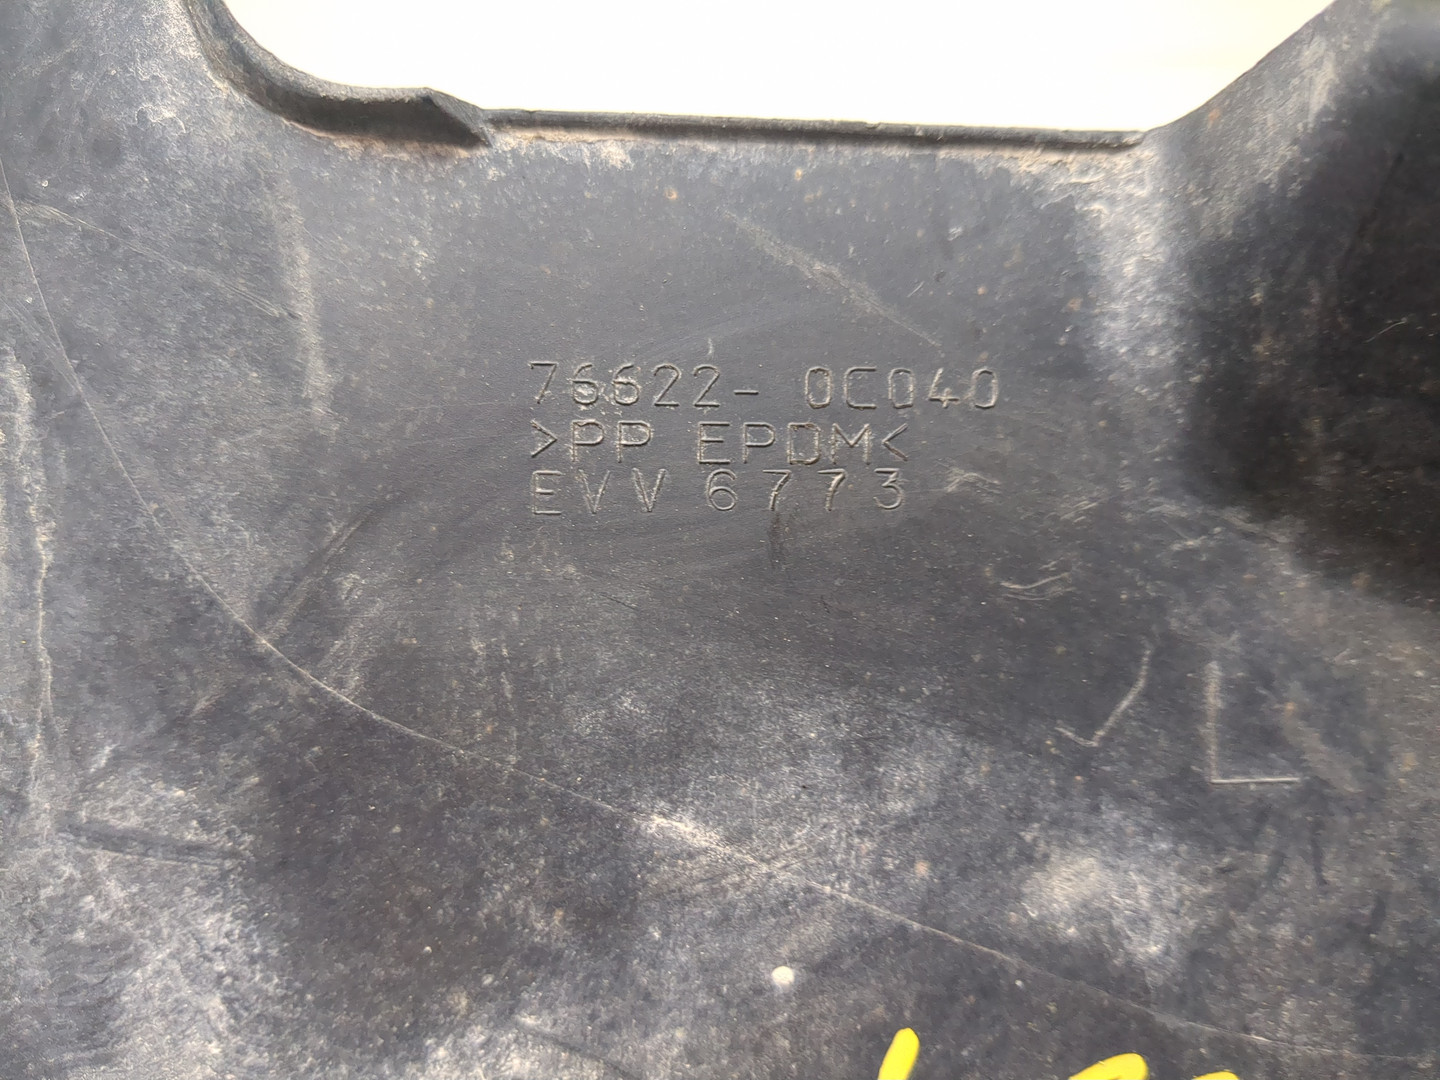 76622- 0C040
>PP EPDM<
EVV 6773
L